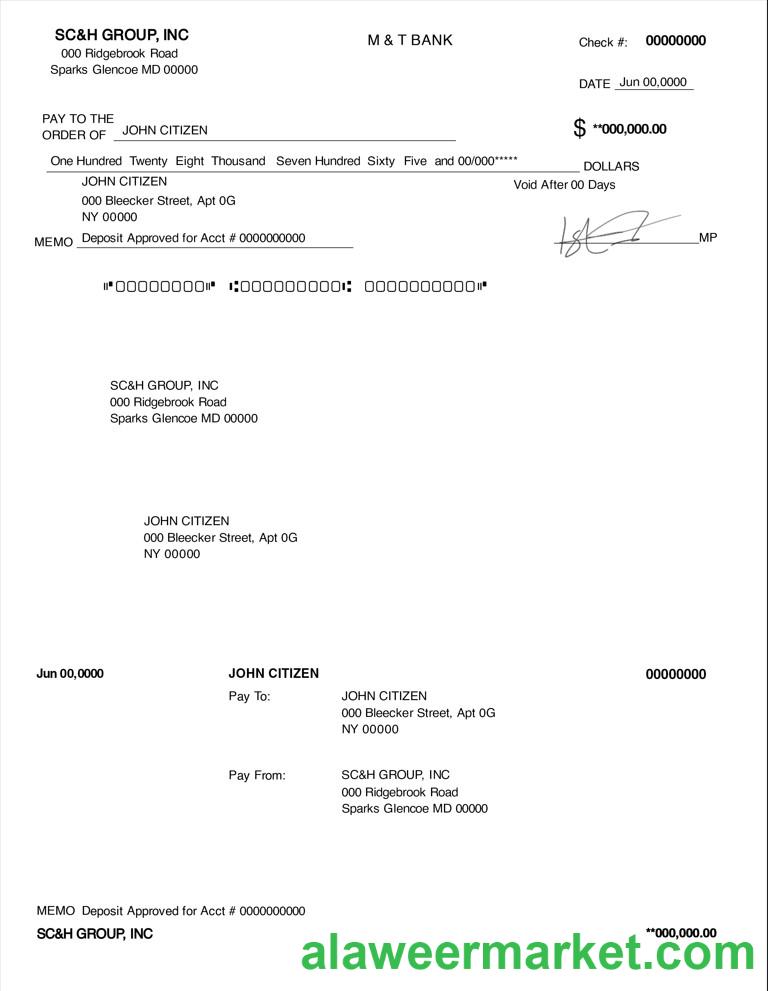 SC&H GROUP, INC
000 Ridgebrook Road
Sparks Glencoe MD 00000
M & T BANK
Check #: 00000000
DATE Jun 00,0000
PAY TO THE
ORDER OF JOHN CITIZEN
$ **000,000.00
One Hundred Twenty Eight Thousand Seven Hundred Sixty Five and 00/000***** DOLLARS
JOHN CITIZEN
000 Bleecker Street, Apt 0G
NY 00000
Void After 00 Days
MEMO Deposit Approved for Acct # 0000000000
MP
⑈00000000⑈ ⑆000000000⑆ 0000000000⑈
SC&H GROUP, INC
000 Ridgebrook Road
Sparks Glencoe MD 00000
JOHN CITIZEN
000 Bleecker Street, Apt 0G
NY 00000
Jun 00,0000 JOHN CITIZEN 00000000
Pay To: JOHN CITIZEN
000 Bleecker Street, Apt 0G
NY 00000
Pay From: SC&H GROUP, INC
000 Ridgebrook Road
Sparks Glencoe MD 00000
MEMO Deposit Approved for Acct # 0000000000
SC&H GROUP, INC **000,000.00
alaweermarket.com